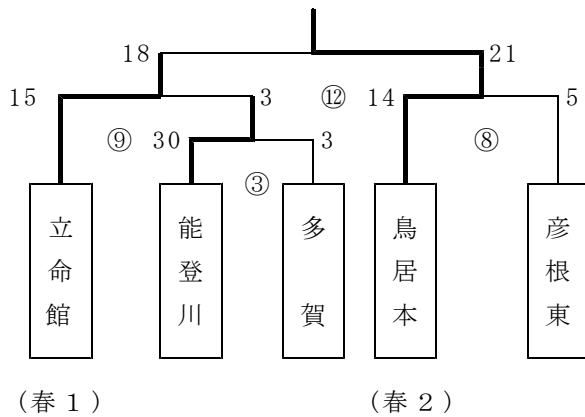 18 21
15 3 ⑫ 14 5
⑨ 30 3 ⑧
③
立命館
能登川
多賀
鳥居本
彦根東
(春1) (春2)